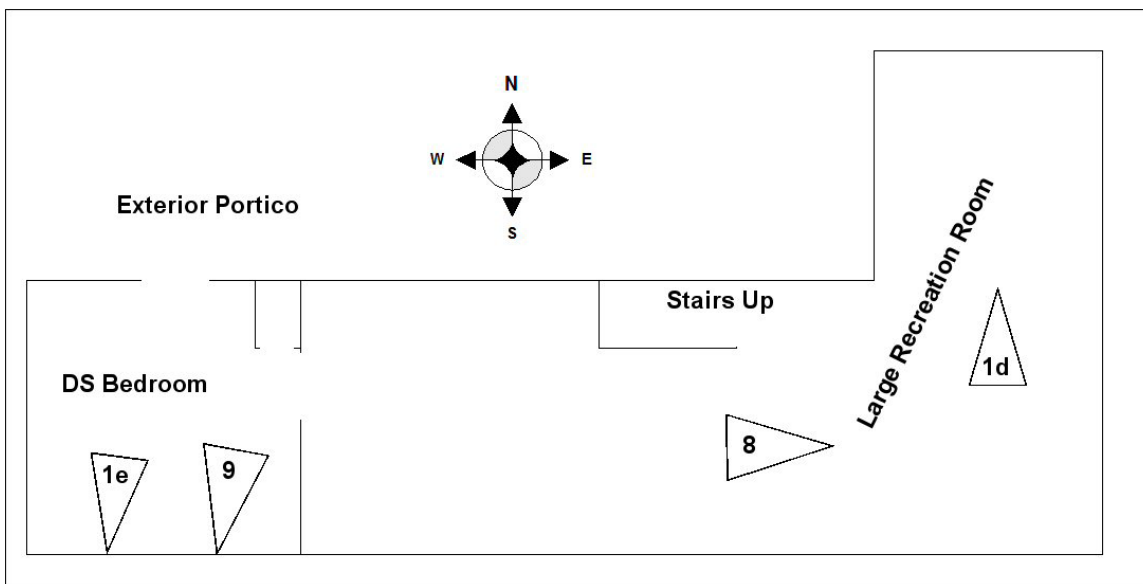 N
W
E
S
Exterior Portico
Stairs Up
Large Recreation Room
1d
DS Bedroom
8
1e
9